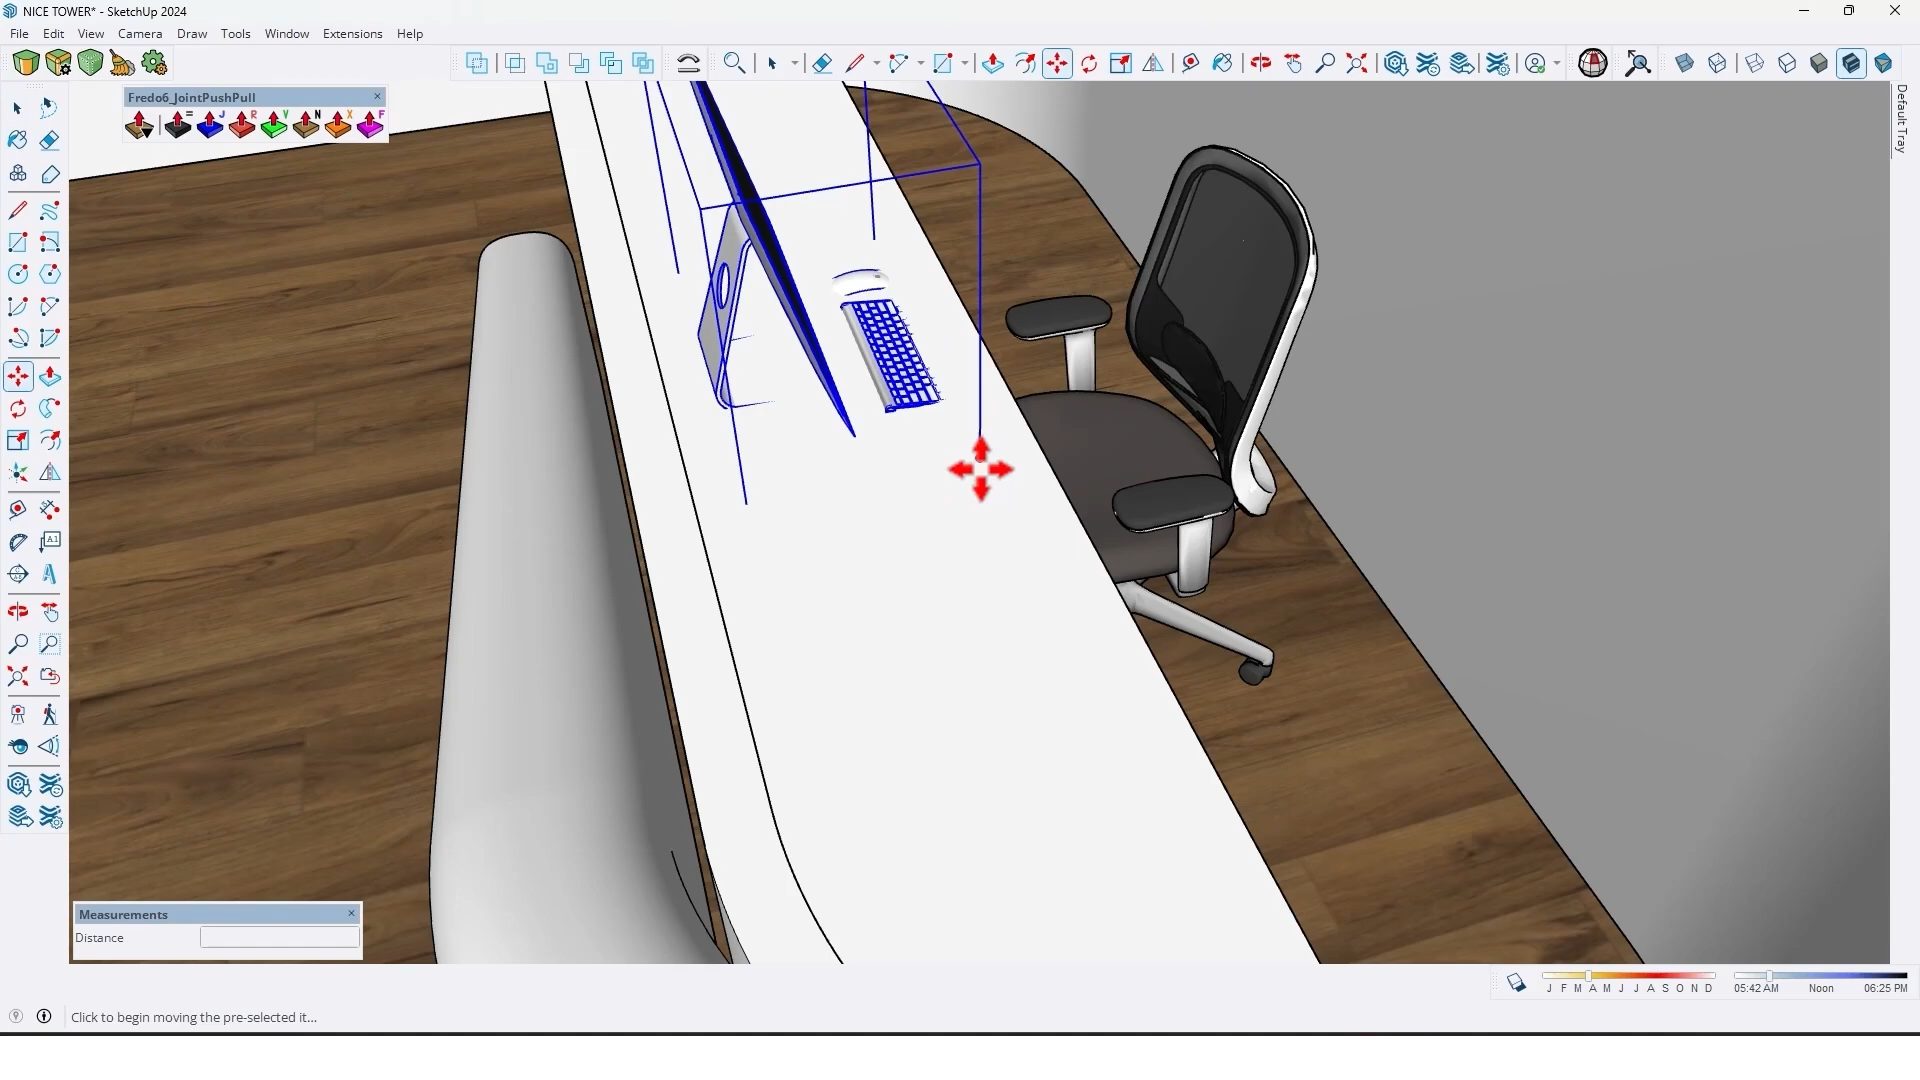 NICE TOWER* - SketchUp 2024
File Edit View Camera Draw Tools Window Extensions Help
Fredo6_JointPushPull
= J R V N X F
Default Tray
A1
Measurements
Distance
J F M A M J J A S O N D
05:42 AM Noon 06:25 PM
Click to begin moving the pre-selected it...